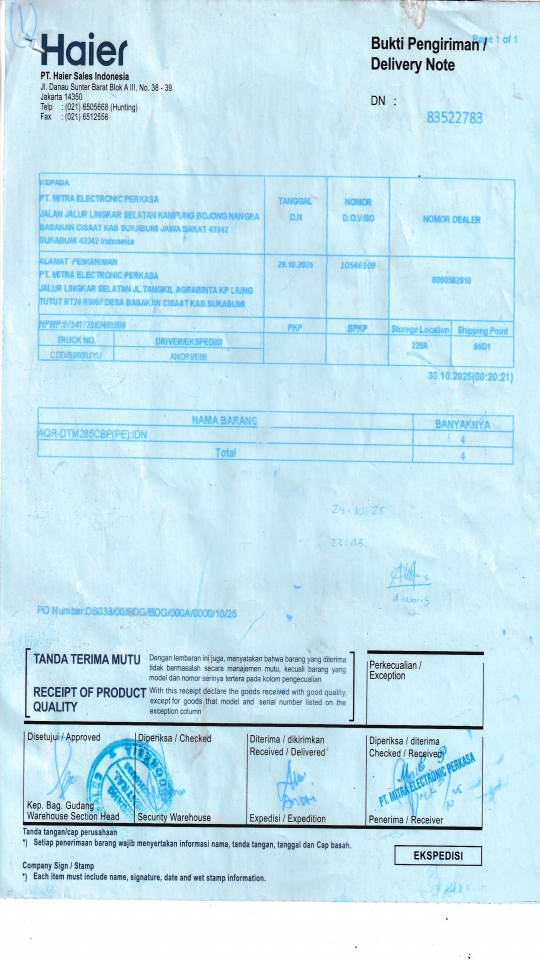 Haier
Bukti Pengiriman /
Delivery Note
Page 1 of 1
PT. Haier Sales Indonesia
Jl. Danau Sunter Barat Blok A III, No. 38 - 39
Jakarta 14350
Telp : (021) 6505668 (Hunting)
Fax : (021) 6512556
DN :
83522783
KEPADA
PT. MITRA ELECTRONIC PERKASA
JALAN JALUR LINGKAR SELATAN KAMPUNG BOJONG NANGKA
BABAKAN CISAAT KAB SUKABUMI JAWA BARAT 43342
SUKABUMI 43342 Indonesia
TANGGAL
D.N
NOMOR
D.O.V/SO
NOMOR DEALER
ALAMAT PENGIRIMAN
PT. MITRA ELECTRONIC PERKASA
JALUR LINGKAR SELATAN JL TANGKIL AGRABINTA KP LIUNG
TUTUT RT24 RW07 DESA BABAKAN CISAAT KAB.SUKABUMI
29.10.2025
10546109
0000582910
PKP
BPKP
Storege Location
Shipping Point
TRUCK NO.
DRIVER/EKSPEDISI
220A
05D1
30.10.2025(00:20:21)
NAMA BARANG
BANYAKNYA
AQR-DTM285CBP(PE):IDN
4
Total
4
PO Number:DS038/00/BDG/BDG/000A/0000/10/25
TANDA TERIMA MUTU
Dengan lembaran ini juga, menyatakan bahwa barang yang diterima
tidak bermasalah secara manajemen mutu, kecuali barang yang
model dan nomor serinya tertera pada kolom pengecualian
RECEIPT OF PRODUCT
QUALITY
With this receipt declare the goods received with good quality,
except for goods that model and serial number listed on the
exception column
Perkecualian /
Exception
Disetujui / Approved
Diperiksa / Checked
Diterima / dikirimkan
Received / Delivered
Diperiksa / diterima
Checked / Received
PT. MITRA ELECTRONIC PERKASA
Kep. Bag. Gudang
Warehouse Section Head
Security Warehouse
Expedisi / Expedition
Penerima / Receiver
Tanda tangan/cap perusahaan
*) Setiap penerimaan barang wajib menyertakan informasi nama, tanda tangan, tanggal dan Cap basah.
EKSPEDISI
Company Sign / Stamp
*) Each item must include name, signature, date and wet stamp information.